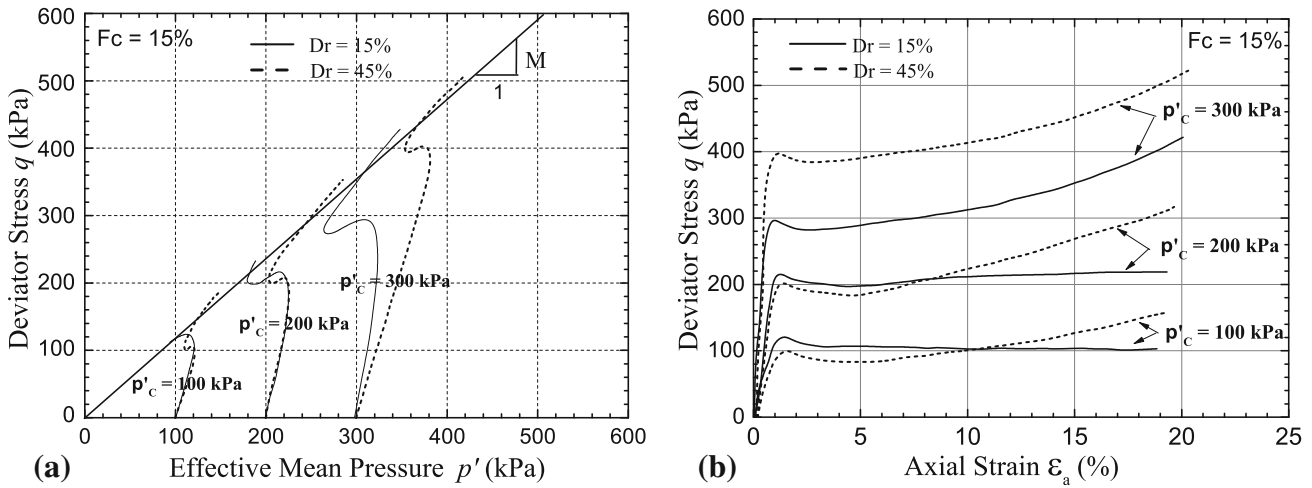 Fc = 15%
Dr = 15%
Dr = 45%
M
1
p'C = 300 kPa
p'C = 200 kPa
p'C = 100 kPa
600
500
400
300
200
100
0
0 100 200 300 400 500 600
Deviator Stress q (kPa)
(a) Effective Mean Pressure p' (kPa)
Fc = 15%
Dr = 15%
Dr = 45%
p'C = 300 kPa
p'C = 200 kPa
p'C = 100 kPa
600
500
400
300
200
100
0
0 5 10 15 20 25
Deviator Stress q (kPa)
(b) Axial Strain εa (%)